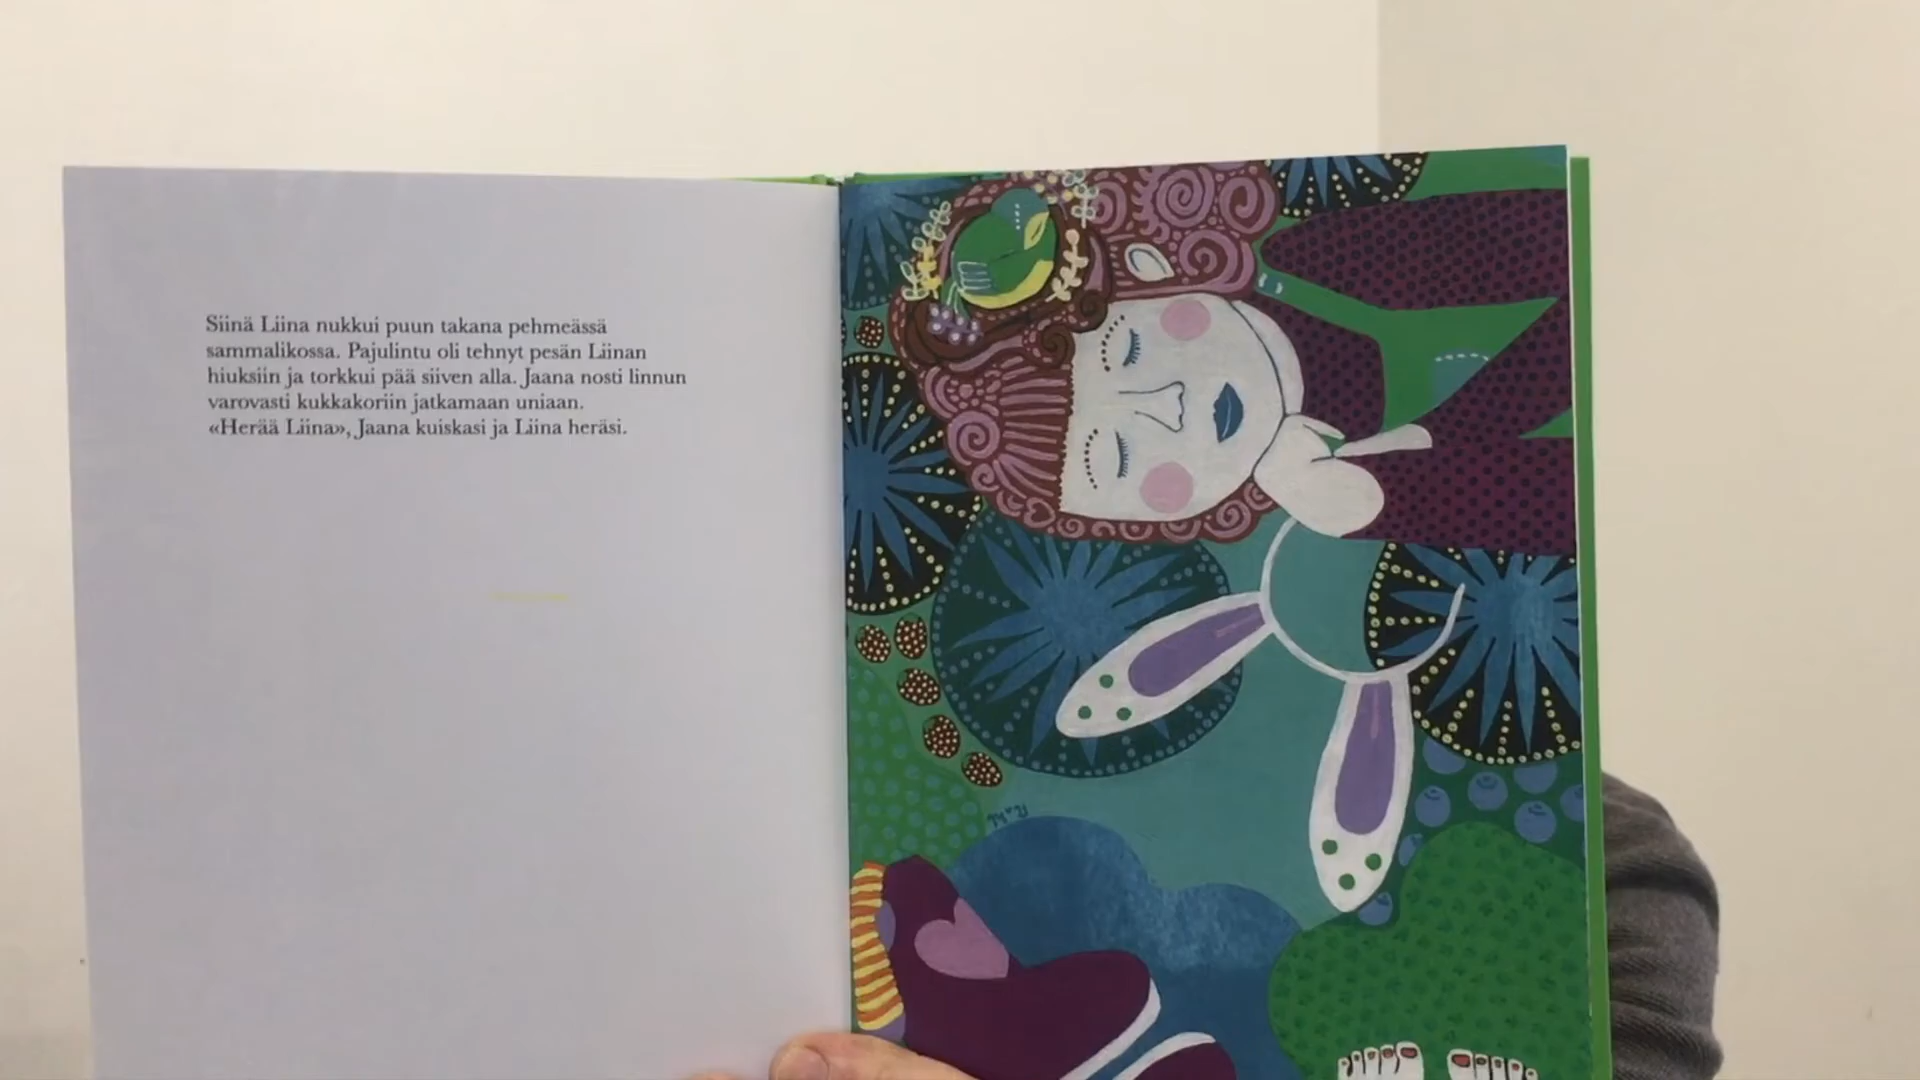 Siinä Liina nukkui puun takana pehmeässä
sammalikossa. Pajulintu oli tehnyt pesän Liinan
hiuksiin ja torkkui pää siiven alla. Jaana nosti linnun
varovasti kukkakoriin jatkamaan uniaan.
«Herää Liina», Jaana kuiskasi ja Liina heräsi.